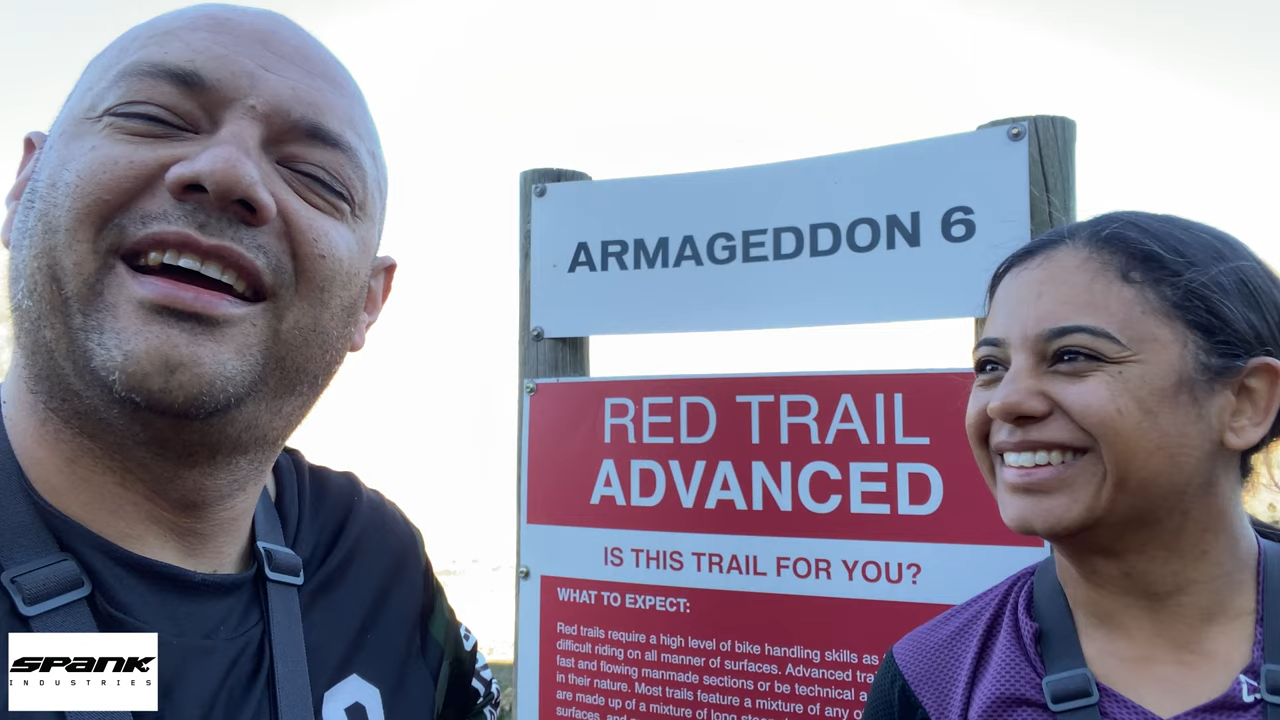 ARMAGEDDON 6
RED TRAIL
ADVANCED
IS THIS TRAIL FOR YOU?
WHAT TO EXPECT:
Red trails require a high level of bike handling skills as
difficult riding on all manner of surfaces. Advanced
fast and flowing manmade sections or be technical
in their nature. Most trails feature a mixture of any
are made up of a mixture of long
surfaces, and
SPANK
INDUSTRIES